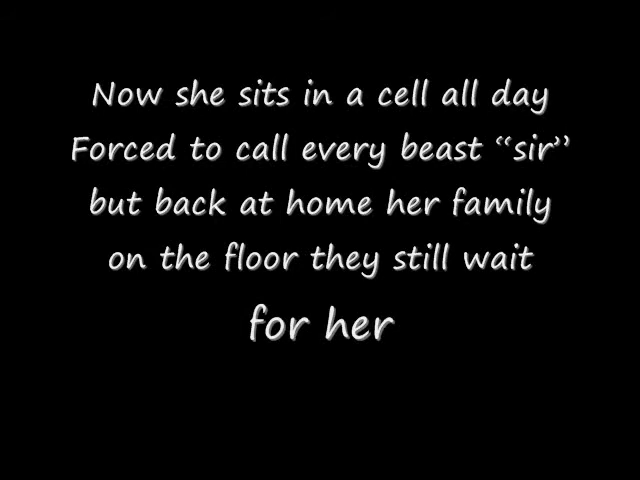 Now she sits in a cell all day
Forced to call every beast “sir”
but back at home her family
on the floor they still wait
for her